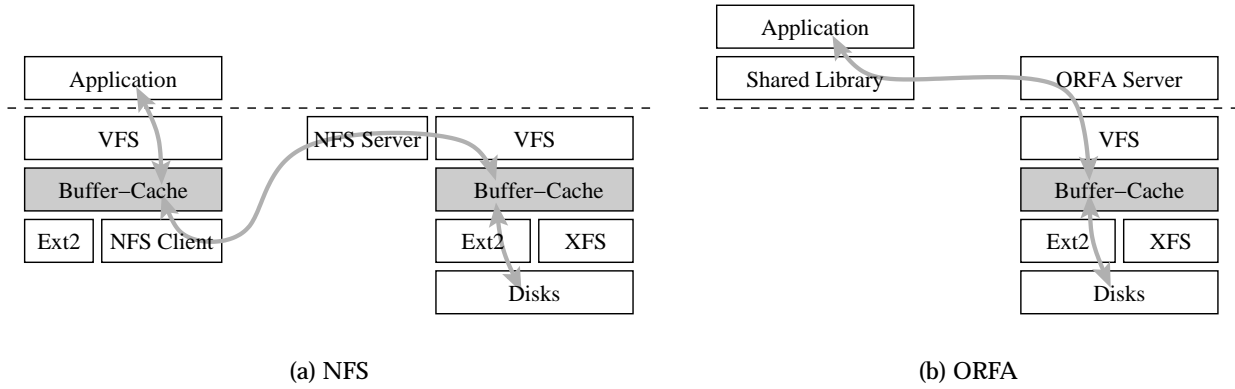 Application
VFS
Buffer–Cache
Ext2
NFS Client
NFS Server
VFS
Buffer–Cache
Ext2
XFS
Disks
(a) NFS
Application
Shared Library
ORFA Server
VFS
Buffer–Cache
Ext2
XFS
Disks
(b) ORFA